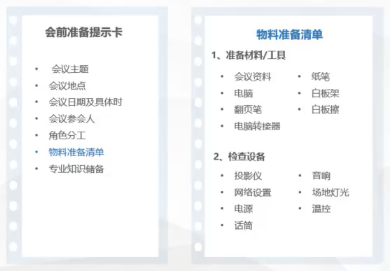 会前准备提示卡
• 会议主题
• 会议地点
• 会议日期及具体时
• 会议参会人
• 角色分工
• 物料准备清单
• 专业知识储备
物料准备清单
1、准备材料/工具
• 会议资料 • 纸笔
• 电脑 • 白板架
• 翻页笔 • 白板擦
• 电脑转接器
2、检查设备
• 投影仪 • 音响
• 网络设置 • 场地灯光
• 电源 • 温控
• 话筒